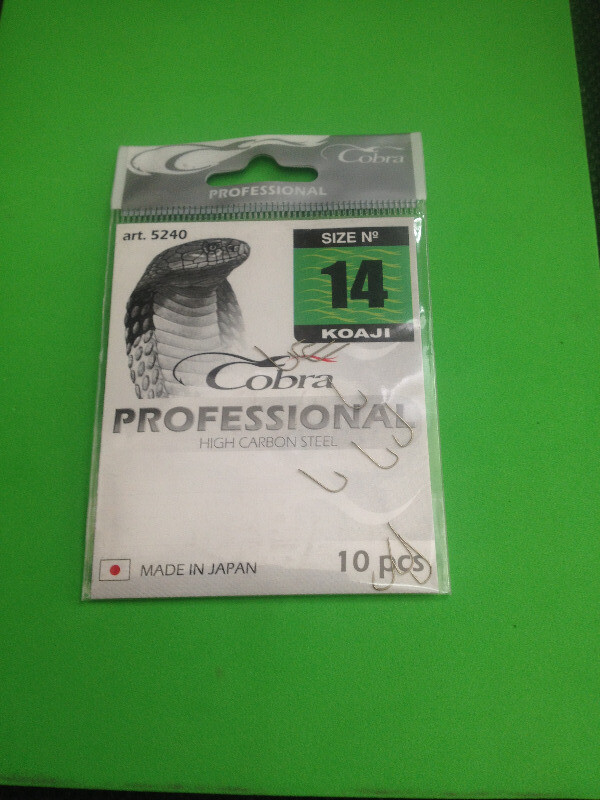 Cobra
PROFESSIONAL
art. 5240
SIZE Nº
14
KOAJI
Cobra
PROFESSIONAL
HIGH CARBON STEEL
MADE IN JAPAN
10 pcs